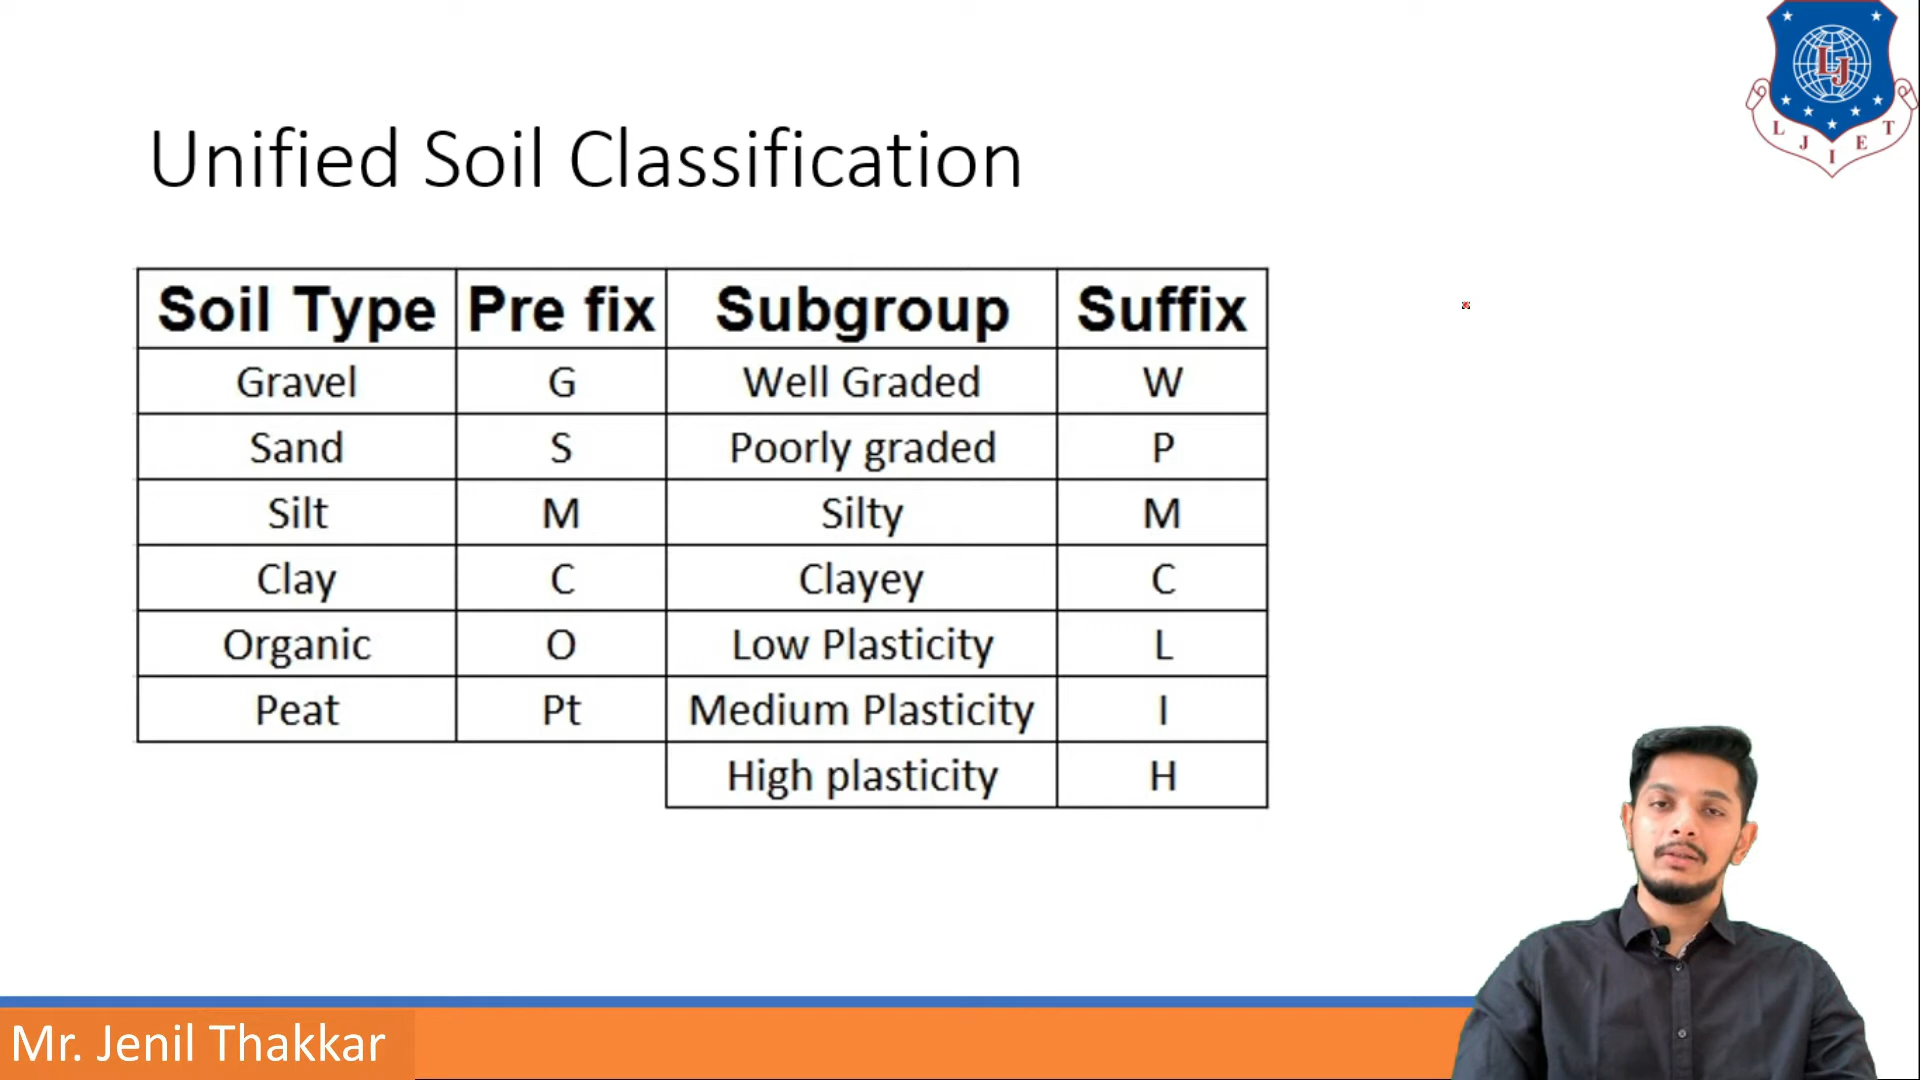 Unified Soil Classification
LJ
L J I E T
Soil Type Pre fix Subgroup Suffix
Gravel G Well Graded W
Sand S Poorly graded P
Silt M Silty M
Clay C Clayey C
Organic O Low Plasticity L
Peat Pt Medium Plasticity I
High plasticity H
Mr. Jenil Thakkar